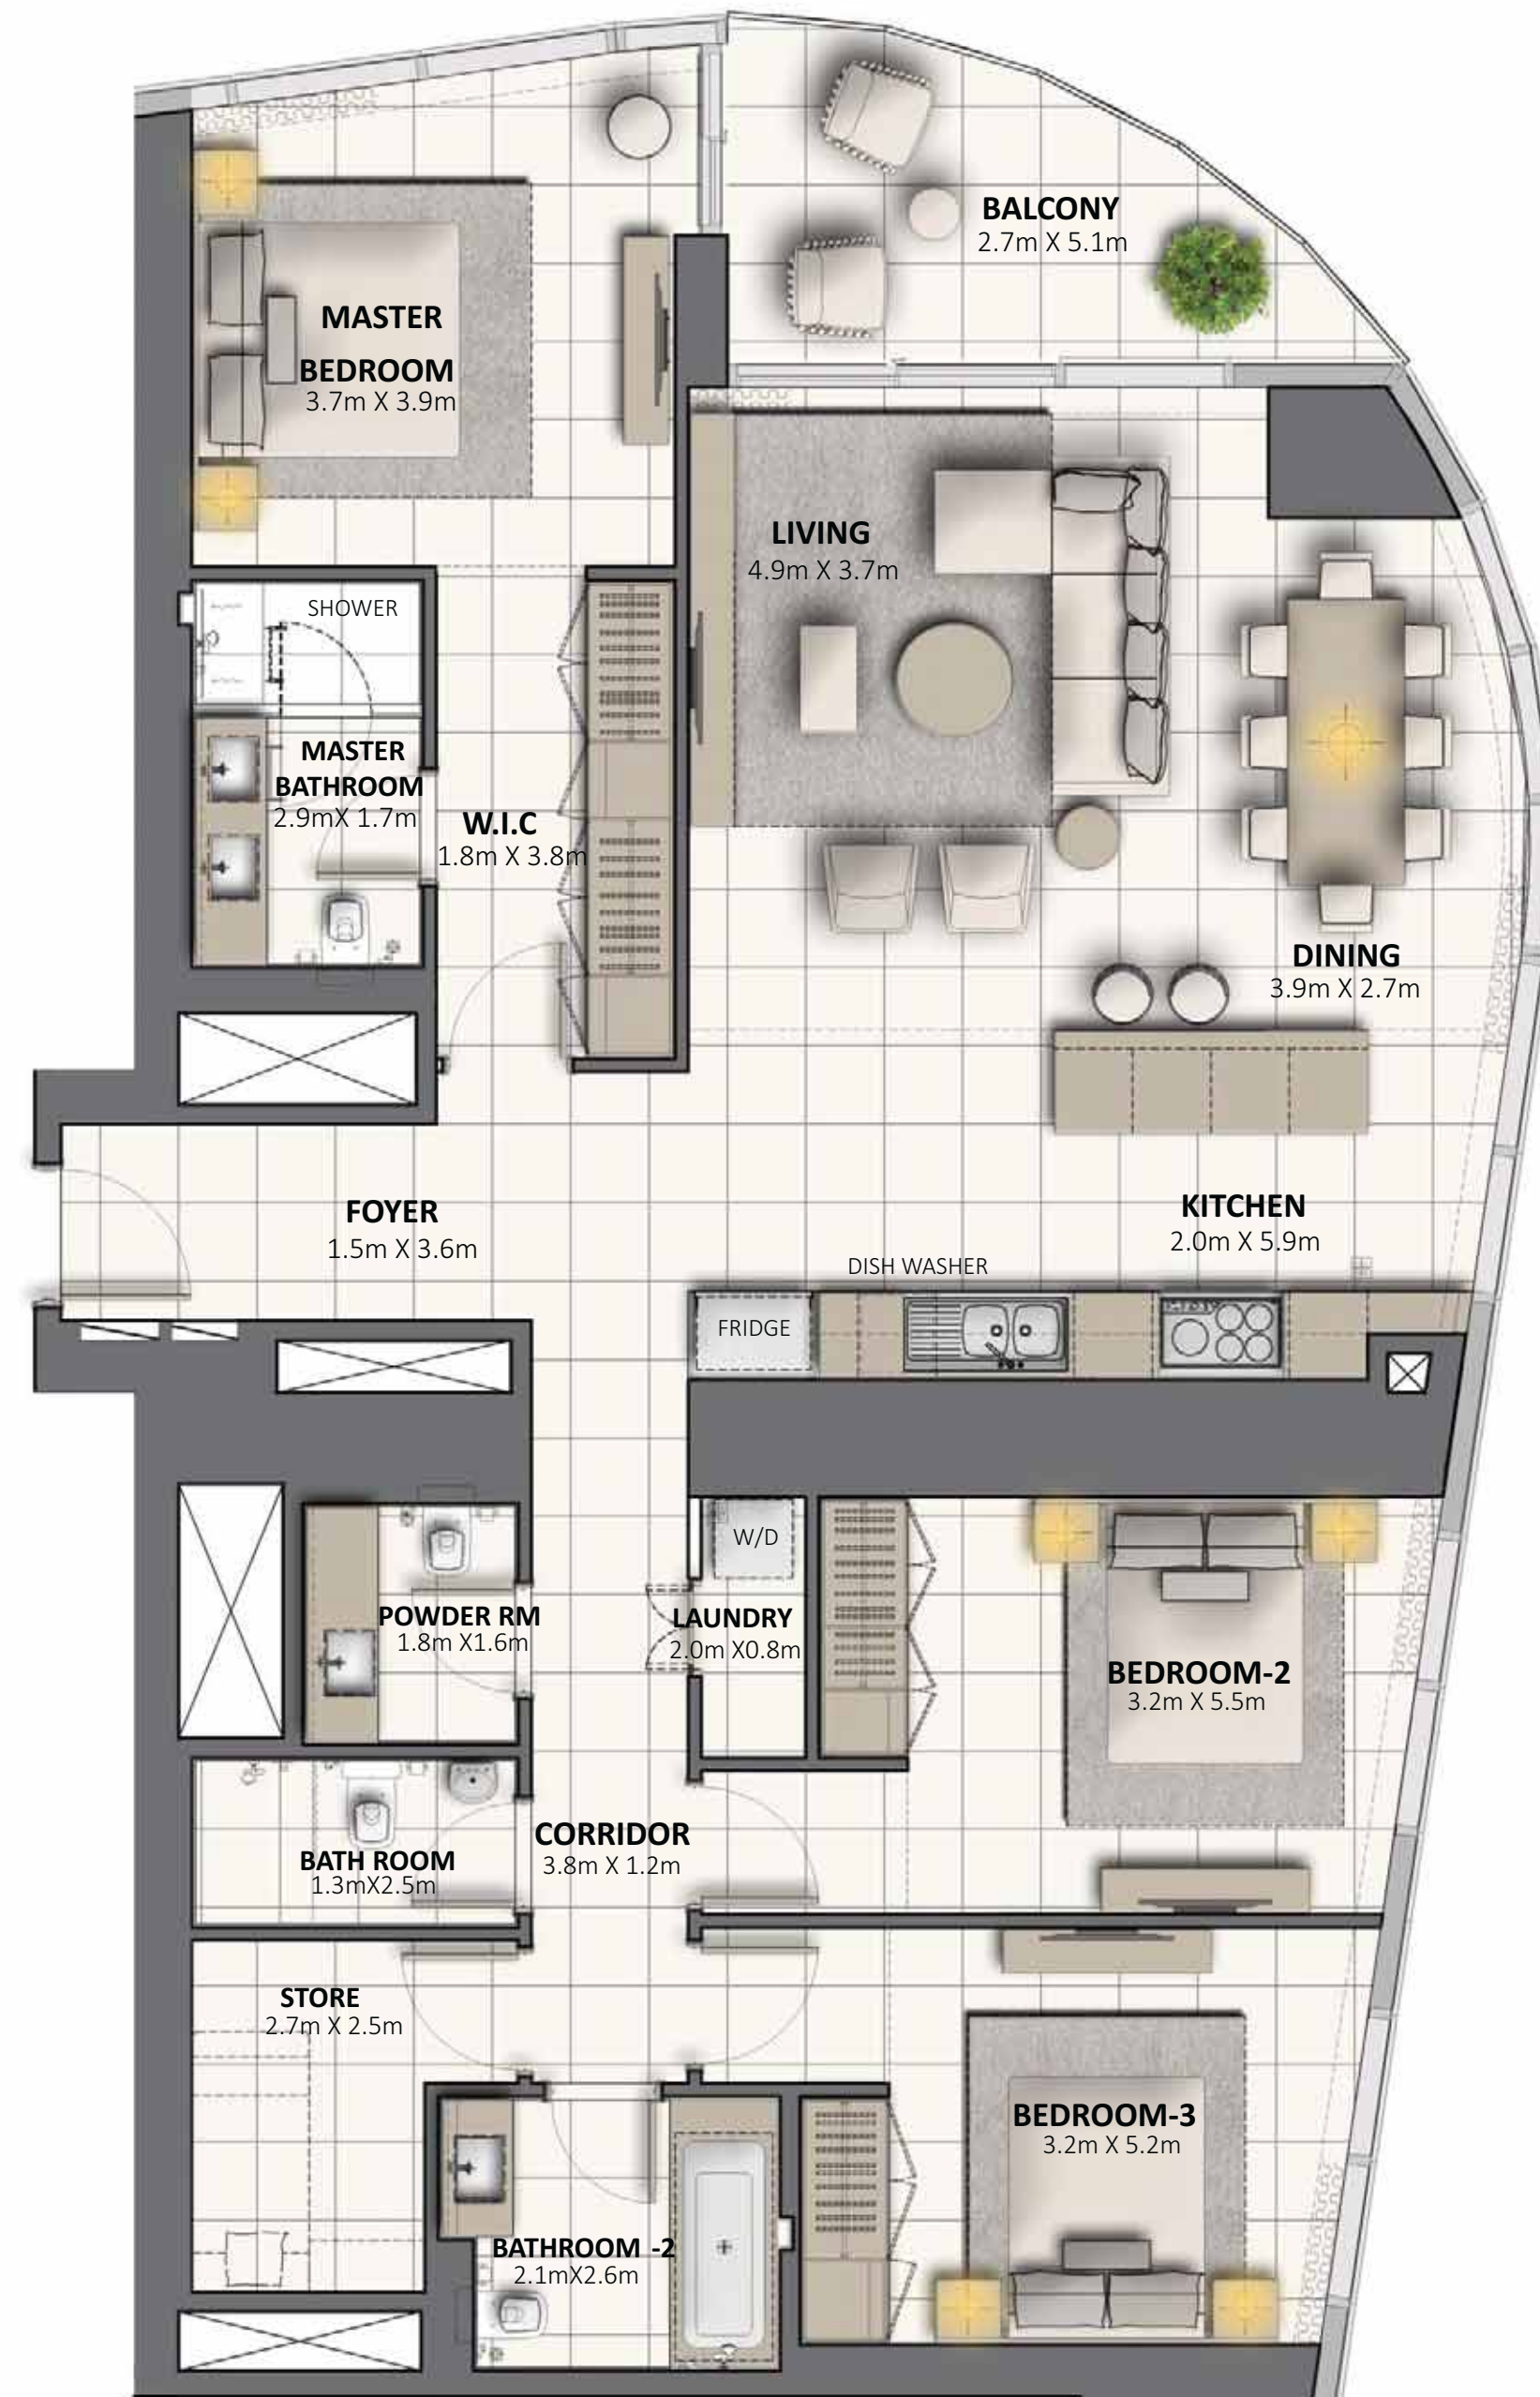 BALCONY
2.7m X 5.1m
MASTER
BEDROOM
3.7m X 3.9m
LIVING
4.9m X 3.7m
SHOWER
MASTER
BATHROOM
2.9mX 1.7m
W.I.C
1.8m X 3.8m
DINING
3.9m X 2.7m
FOYER
1.5m X 3.6m
KITCHEN
2.0m X 5.9m
DISH WASHER
FRIDGE
W/D
POWDER RM
1.8m X1.6m
LAUNDRY
2.0m X0.8m
BEDROOM-2
3.2m X 5.5m
CORRIDOR
3.8m X 1.2m
BATH ROOM
1.3mX2.5m
STORE
2.7m X 2.5m
BEDROOM-3
3.2m X 5.2m
BATHROOM -2
2.1mX2.6m